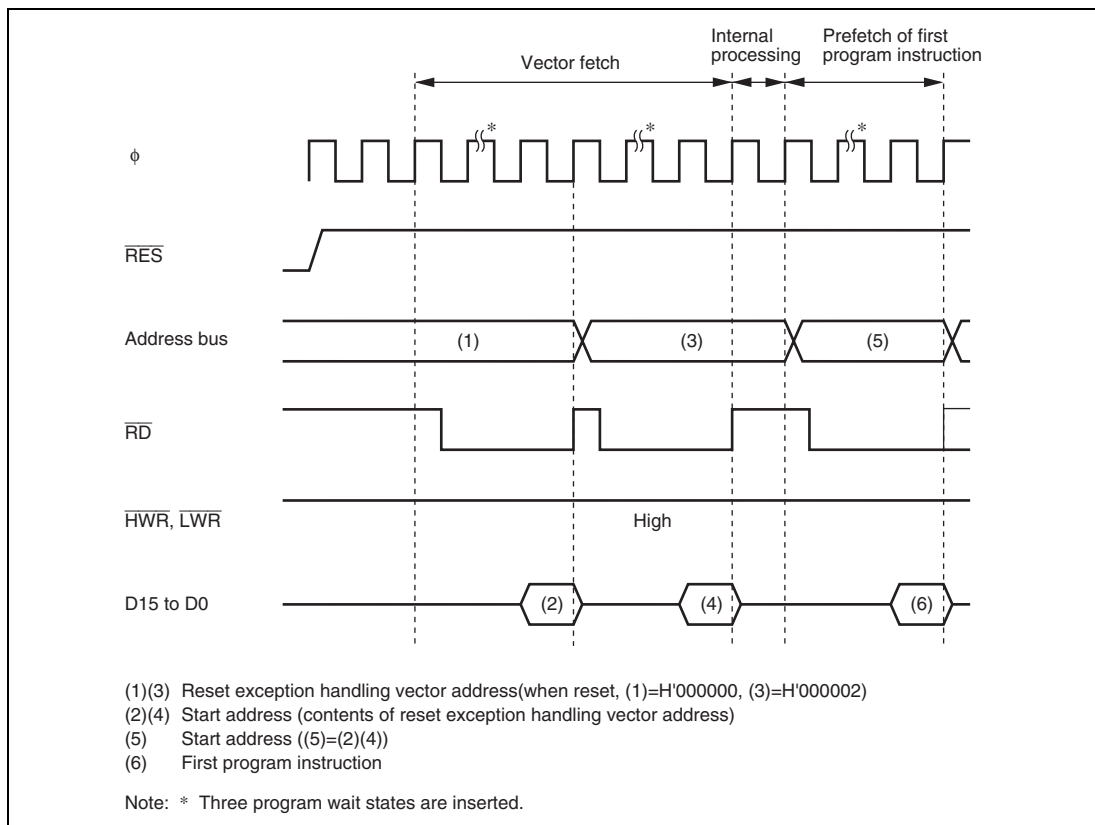 Vector fetch
Internal
processing
Prefetch of first
program instruction
ϕ
*
*
*
RES
Address bus
(1)
(3)
(5)
RD
HWR, LWR
High
D15 to D0
(2)
(4)
(6)
(1)(3) Reset exception handling vector address(when reset, (1)=H'000000, (3)=H'000002)
(2)(4) Start address (contents of reset exception handling vector address)
(5) Start address ((5)=(2)(4))
(6) First program instruction
Note: * Three program wait states are inserted.